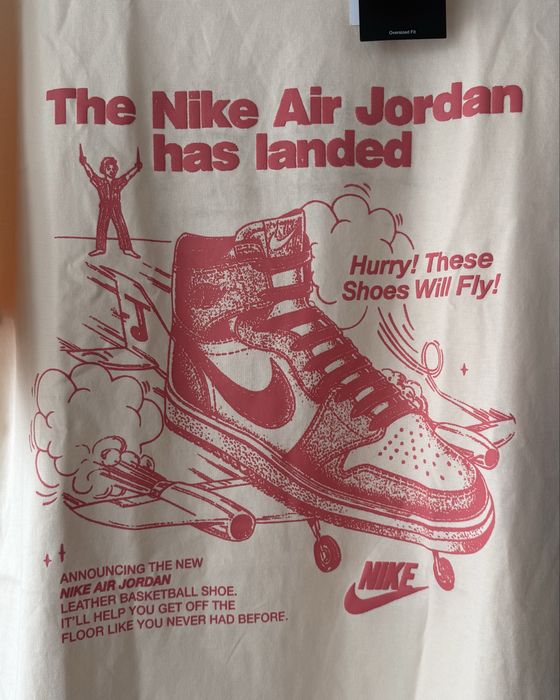 Oversized Fit
The Nike Air Jordan
has landed
Hurry! These
Shoes Will Fly!
ANNOUNCING THE NEW
NIKE AIR JORDAN
LEATHER BASKETBALL SHOE.
IT'LL HELP YOU GET OFF THE
FLOOR LIKE YOU NEVER HAD BEFORE.
NIKE